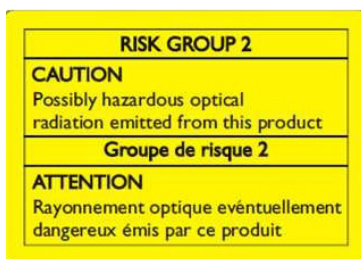 RISK GROUP 2
CAUTION
Possibly hazardous optical
radiation emitted from this product
Groupe de risque 2
ATTENTION
Rayonnement optique evéntuellement
dangereux émis par ce produit